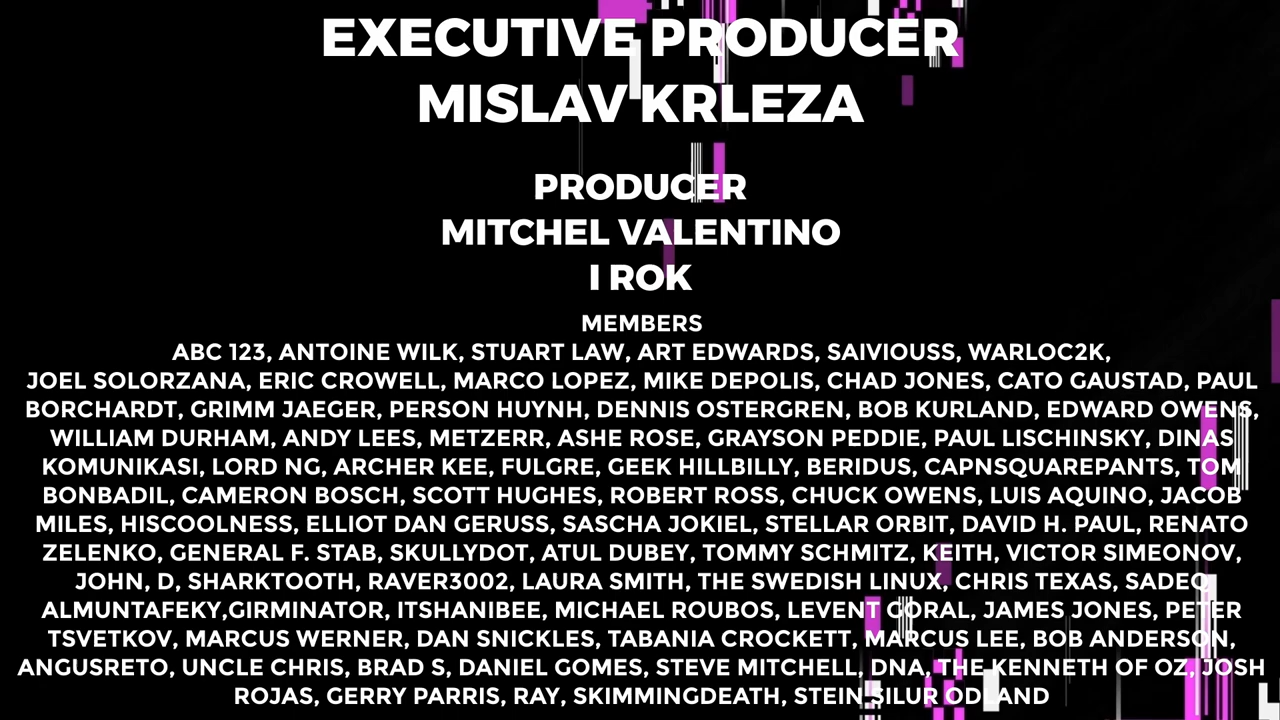 EXECUTIVE PRODUCER
MISLAV KRLEZA
PRODUCER
MITCHEL VALENTINO
I ROK
MEMBERS
ABC 123, ANTOINE WILK, STUART LAW, ART EDWARDS, SAIVIOUSS, WARLOC2K,
JOEL SOLORZANA, ERIC CROWELL, MARCO LOPEZ, MIKE DEPOLIS, CHAD JONES, CATO GAUSTAD, PAUL
BORCHARDT, GRIMM JAEGER, PERSON HUYNH, DENNIS OSTERGREN, BOB KURLAND, EDWARD OWENS,
WILLIAM DURHAM, ANDY LEES, METZERR, ASHE ROSE, GRAYSON PEDDIE, PAUL LISCHINSKY, DINAS
KOMUNIKASI, LORD NG, ARCHER KEE, FULGRE, GEEK HILLBILLY, BERIDUS, CAPNSQUAREPANTS, TOM
BONBADIL, CAMERON BOSCH, SCOTT HUGHES, ROBERT ROSS, CHUCK OWENS, LUIS AQUINO, JACOB
MILES, HISCOOLNESS, ELLIOT DAN GERUSS, SASCHA JOKIEL, STELLAR ORBIT, DAVID H. PAUL, RENATO
ZELENKO, GENERAL F. STAB, SKULLYDOT, ATUL DUBEY, TOMMY SCHMITZ, KEITH, VICTOR SIMEONOV,
JOHN, D, SHARKTOOTH, RAVER3002, LAURA SMITH, THE SWEDISH LINUX, CHRIS TEXAS, SADEQ
ALMUNTAFEKY,GIRMINATOR, ITSHANIBEE, MICHAEL ROUBOS, LEVENT GORAL, JAMES JONES, PETER
TSVETKOV, MARCUS WERNER, DAN SNICKLES, TABANIA CROCKETT, MARCUS LEE, BOB ANDERSON,
ANGUSRETO, UNCLE CHRIS, BRAD S, DANIEL GOMES, STEVE MITCHELL, DNA, THE KENNETH OF OZ, JOSH
ROJAS, GERRY PARRIS, RAY, SKIMMINGDEATH, STEIN SILUR ODLAND